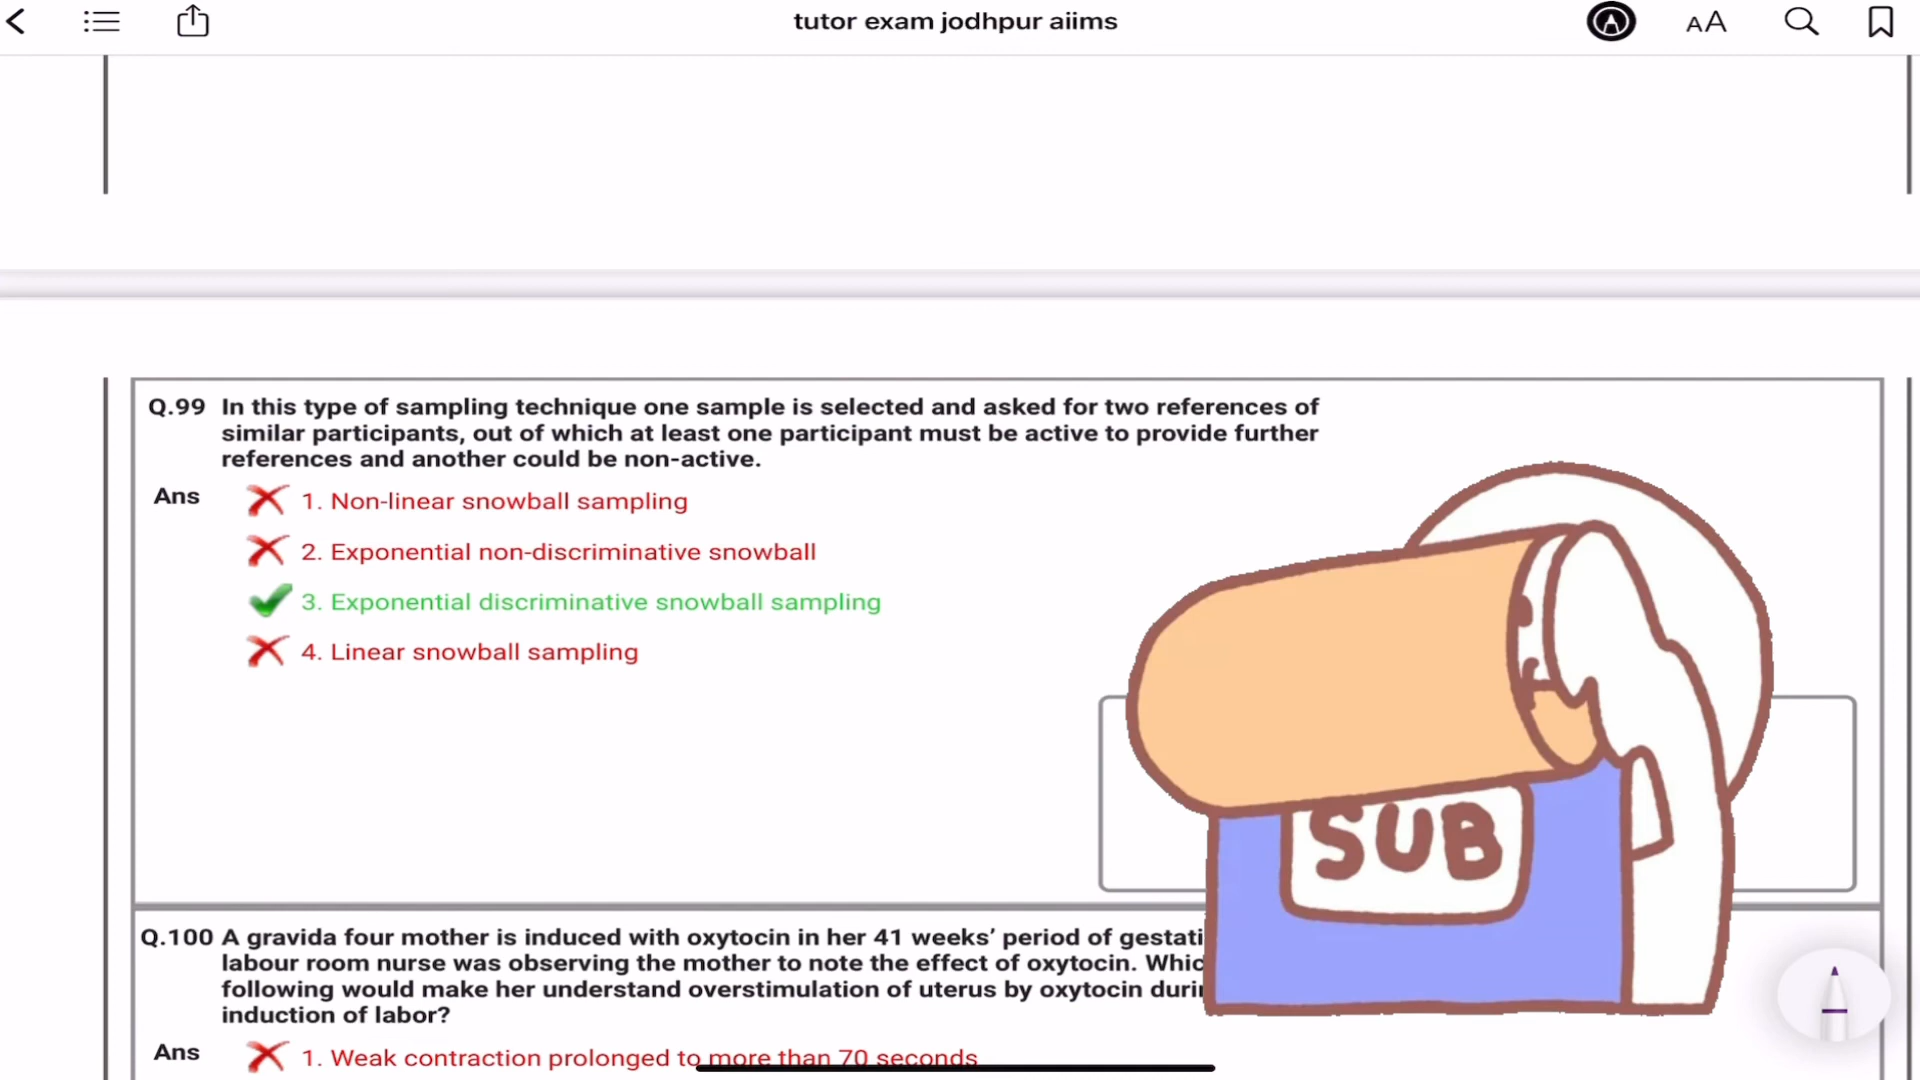 tutor exam jodhpur aiims
AA
Q.99 In this type of sampling technique one sample is selected and asked for two references of
similar participants, out of which at least one participant must be active to provide further
references and another could be non-active.
Ans
1. Non-linear snowball sampling
2. Exponential non-discriminative snowball
3. Exponential discriminative snowball sampling
4. Linear snowball sampling
SUB
Q.100 A gravida four mother is induced with oxytocin in her 41 weeks’ period of
labour room nurse was observing the mother to note the effect of oxytocin.
following would make her understand overstimulation of uterus by oxytocin
induction of labor?
Ans
1. Weak contraction prolonged to more than 70 seconds